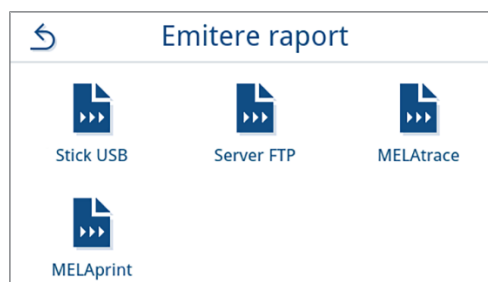 Emitere raport
Stick USB
Server FTP
MELAtrace
MELAprint